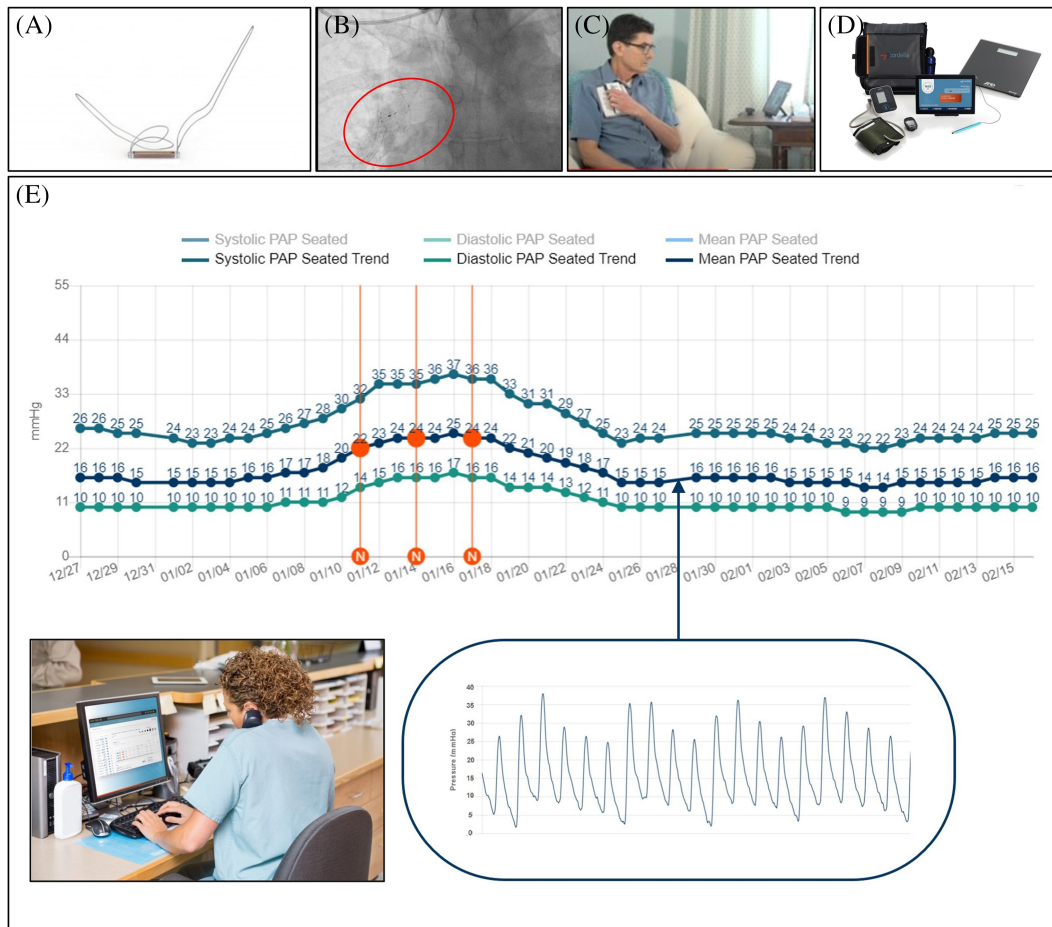 (A)
(B)
(C)
(D)
(E)
Systolic PAP Seated
Diastolic PAP Seated
Mean PAP Seated
Systolic PAP Seated Trend
Diastolic PAP Seated Trend
Mean PAP Seated Trend
55
44
33
22
11
0
mmHg
26 26 25 25 24 23 23 24 24 25 26 27 28 30 32 35 35 35 36 37 36 36 33 31 31 29 27 25 23 24 24 25 25 25 25 25 24 24 23 23 22 22 23 24 24 24 24 25 25 25
16 16 16 15 15 15 15 15 15 16 17 17 18 20 22 23 24 24 24 25 24 24 22 21 20 19 18 17 15 15 15 16 16 16 16 15 15 15 15 15 14 14 15 15 15 15 15 16 16 16
10 10 10 10 10 10 10 10 10 10 11 11 11 12 14 15 16 16 16 17 16 16 14 14 14 13 12 11 10 10 10 10 10 10 10 10 10 10 10 9 9 9 9 10 10 10 10 10 10 10
N N N
12/27 12/29 12/31 01/02 01/04 01/06 01/08 01/10 01/12 01/14 01/16 01/18 01/20 01/22 01/24 01/26 01/28 01/30 02/01 02/03 02/05 02/07 02/09 02/11 02/13 02/15
40
35
30
25
20
15
10
5
0
Pressure (mmHg)